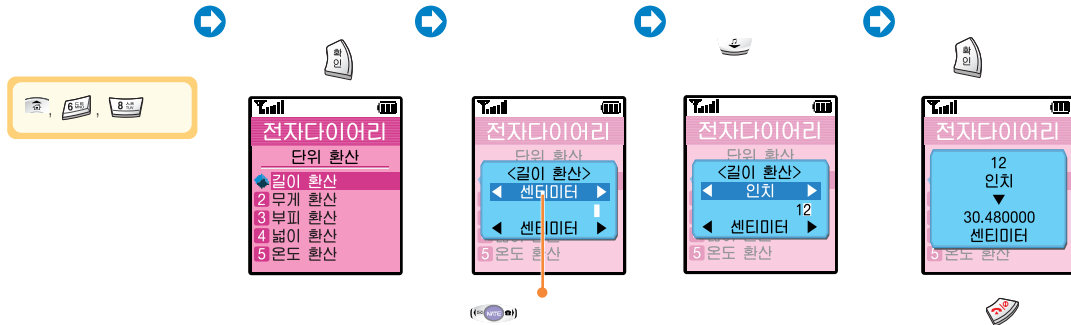 확인
확인
6
8
,
,
전자다이어리
단위 환산
길이 환산
2 무게 환산
3 부피 환산
4 넓이 환산
5 온도 환산
전자다이어리
단위 환산
<길이 환산>
센티미터
센티미터
5 온도 환산
NATE
전자다이어리
단위 환산
<길이 환산>
인치
12
센티미터
5 온도 환산
전자다이어리
12
인치
30.480000
센티미터
5 온도 환산